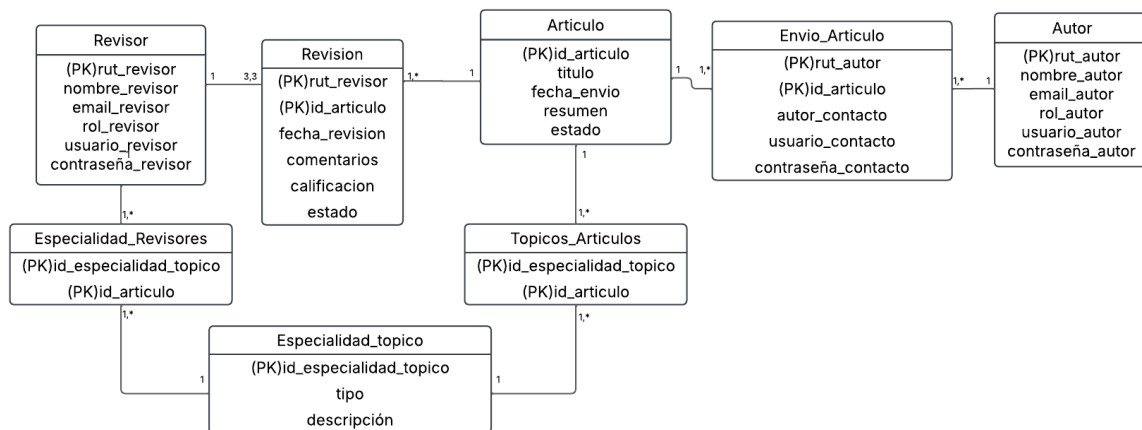 Revisor
(PK)rut_revisor
nombre_revisor
email_revisor
rol_revisor
usuario_revisor
contraseña_revisor
1
3,3
Revision
(PK)rut_revisor
(PK)id_articulo
fecha_revision
comentarios
calificacion
estado
1,*
1
Articulo
(PK)id_articulo
titulo
fecha_envio
resumen
estado
1
1,*
Envio_Articulo
(PK)rut_autor
(PK)id_articulo
autor_contacto
usuario_contacto
contraseña_contacto
1,*
1
Autor
(PK)rut_autor
nombre_autor
email_autor
rol_autor
usuario_autor
contraseña_autor
1,*
Especialidad_Revisores
(PK)id_especialidad_topico
(PK)id_articulo
1,*
1
1,*
Topicos_Articulos
(PK)id_especialidad_topico
(PK)id_articulo
1,*
1
Especialidad_topico
(PK)id_especialidad_topico
tipo
descripción
1